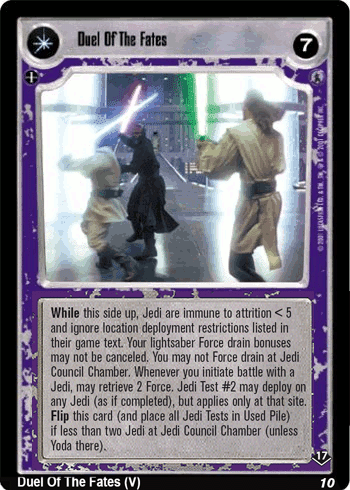 Duel Of The Fates
7
While this side up, Jedi are immune to attrition < 5
and ignore location deployment restrictions listed
in their game text. Your lightsaber Force drain bonuses
may not be canceled. You may not Force drain at Jedi
Council Chamber. Whenever you initiate battle with a
Jedi, may retrieve 2 Force. Jedi Test #2 may deploy on
any Jedi (as if completed), but applies only at that site.
Flip this card (and place all Jedi Tests in Used Pile)
if less than two Jedi at Jedi Council Chamber (unless
Yoda there).
17
Duel Of The Fates (V)
10